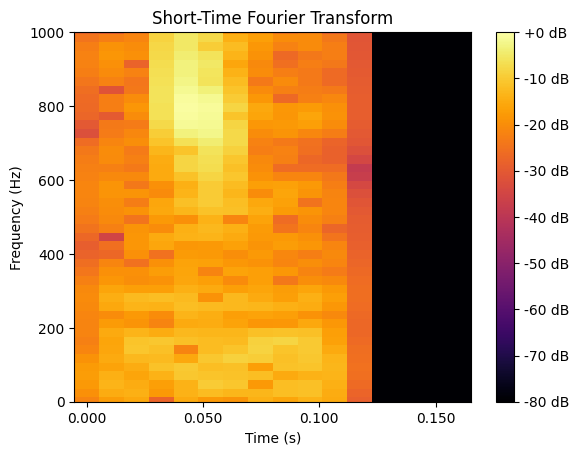 Short-Time Fourier Transform
1000
800
600
400
200
0
Frequency (Hz)
0.000
0.050
0.100
0.150
Time (s)
+0 dB
-10 dB
-20 dB
-30 dB
-40 dB
-50 dB
-60 dB
-70 dB
-80 dB